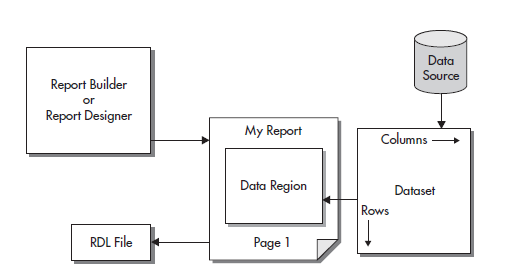 Data
Source
Report Builder
or
Report Designer
My Report
Columns
Data Region
Dataset
Rows
RDL File
Page 1